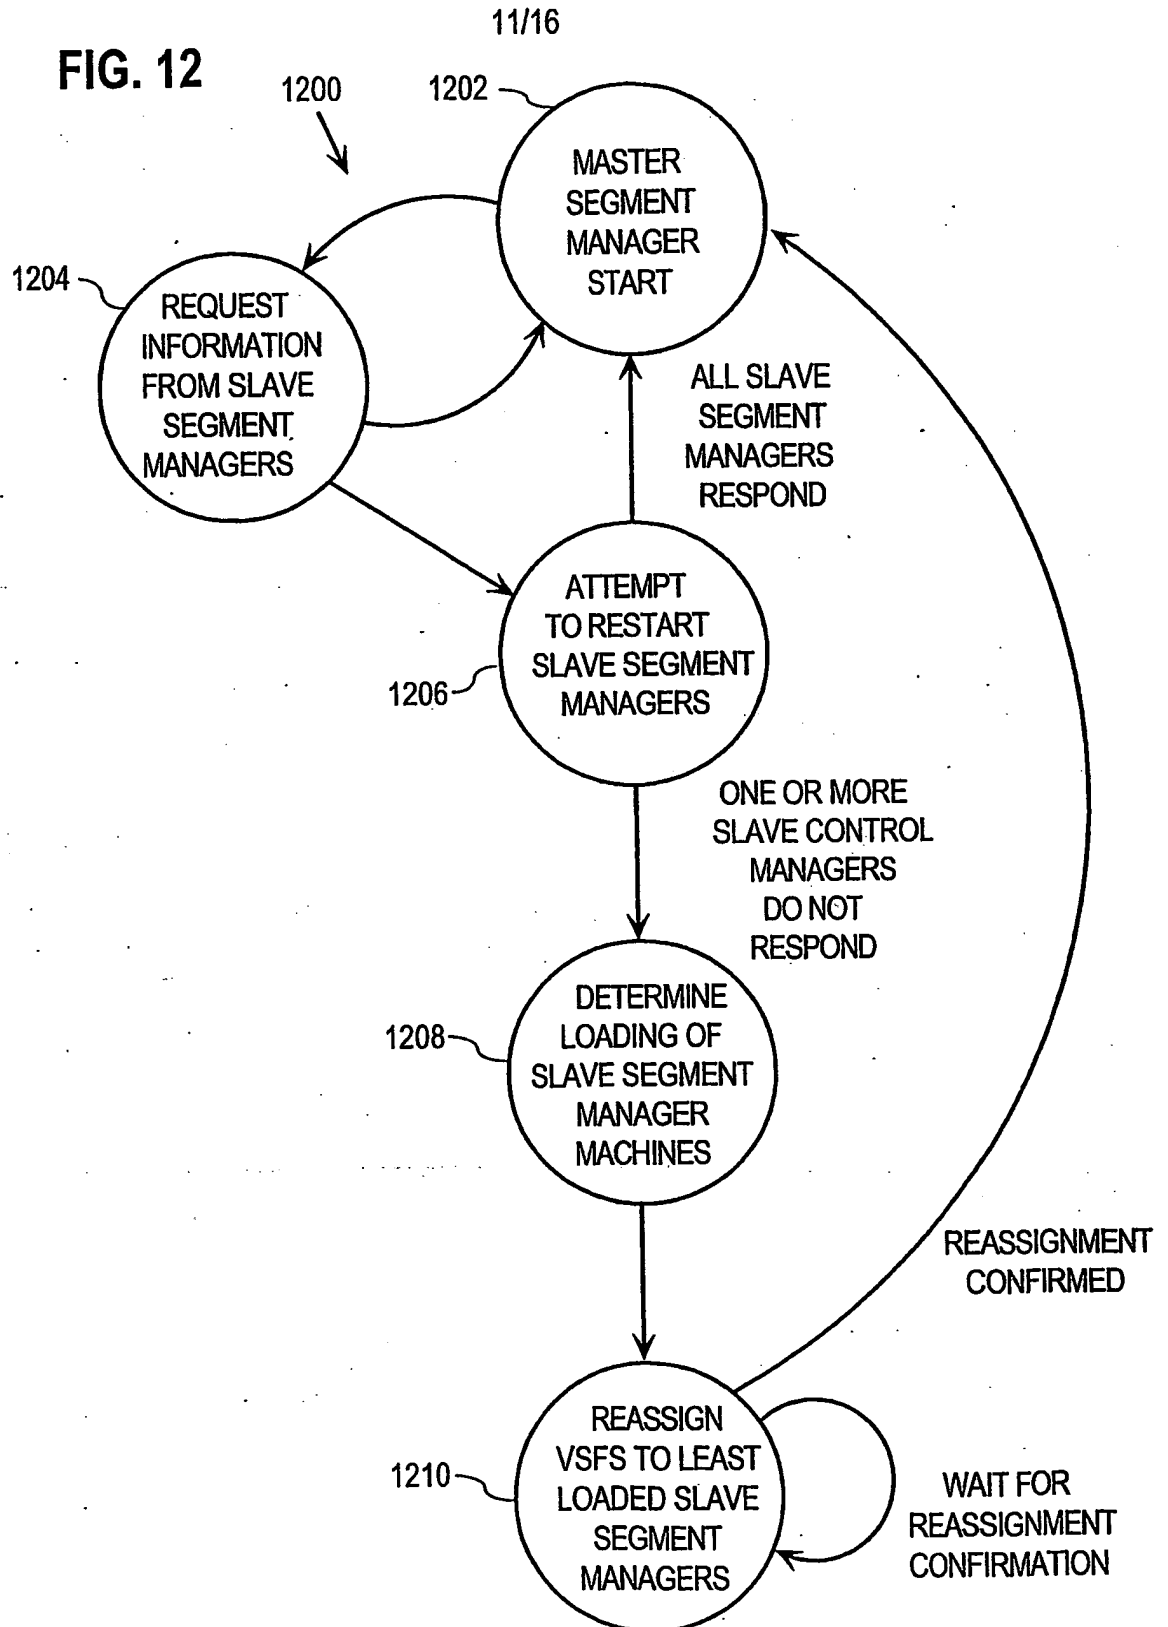 11/16
FIG. 12
1200
1202
MASTER
SEGMENT
MANAGER
START
1204
REQUEST
INFORMATION
FROM SLAVE
SEGMENT
MANAGERS
ALL SLAVE
SEGMENT
MANAGERS
RESPOND
ATTEMPT
TO RESTART
SLAVE SEGMENT
MANAGERS
1206
ONE OR MORE
SLAVE CONTROL
MANAGERS
DO NOT
RESPOND
1208
DETERMINE
LOADING OF
SLAVE SEGMENT
MANAGER
MACHINES
REASSIGNMENT
CONFIRMED
1210
REASSIGN
VSFS TO LEAST
LOADED SLAVE
SEGMENT
MANAGERS
WAIT FOR
REASSIGNMENT
CONFIRMATION